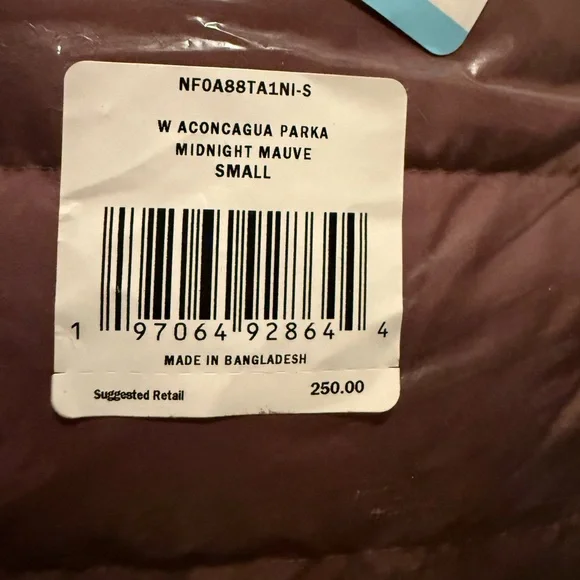 NF0A88TA1NI-S
W ACONCAGUA PARKA
MIDNIGHT MAUVE
SMALL
1 97064 92864 4
MADE IN BANGLADESH
Suggested Retail 250.00